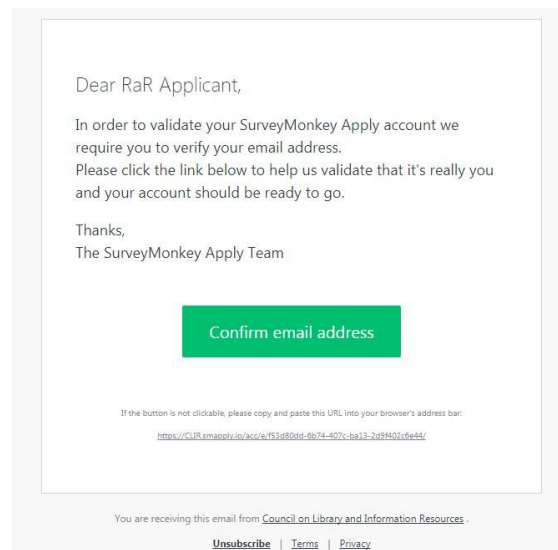 Dear RaR Applicant,
In order to validate your SurveyMonkey Apply account we
require you to verify your email address.
Please click the link below to help us validate that it's really you
and your account should be ready to go.
Thanks,
The SurveyMonkey Apply Team
Confirm email address
If the button is not clickable, please copy and paste this URL into your browser's address bar:
https://CLIR.smapply.io/acc/e/f53d80dd-6b74-407c-ba13-2d9f402c6e44/
You are receiving this email from Council on Library and Information Resources .
Unsubscribe | Terms | Privacy